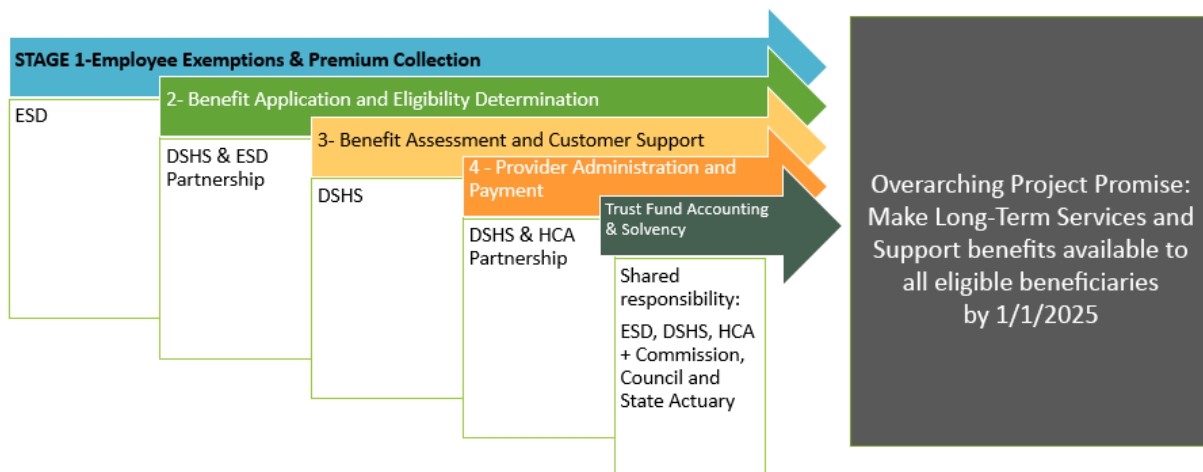 STAGE 1-Employee Exemptions & Premium Collection
ESD
2- Benefit Application and Eligibility Determination
DSHS & ESD
Partnership
3- Benefit Assessment and Customer Support
DSHS
4 - Provider Administration and
Payment
DSHS & HCA
Partnership
Trust Fund Accounting
& Solvency
Shared
responsibility:
ESD, DSHS, HCA
+ Commission,
Council and
State Actuary
Overarching Project Promise:
Make Long-Term Services and
Support benefits available to
all eligible beneficiaries
by 1/1/2025